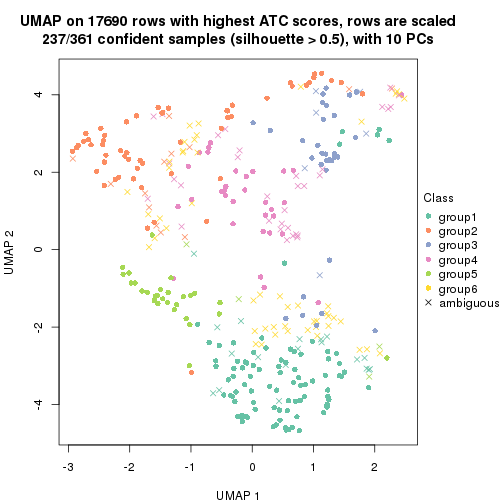 UMAP on 17690 rows with highest ATC scores, rows are scaled
237/361 confident samples (silhouette > 0.5), with 10 PCs
4
2
0
-2
-4
UMAP 2
-3
-2
-1
0
1
2
UMAP 1
Class
group1
group2
group3
group4
group5
group6
ambiguous